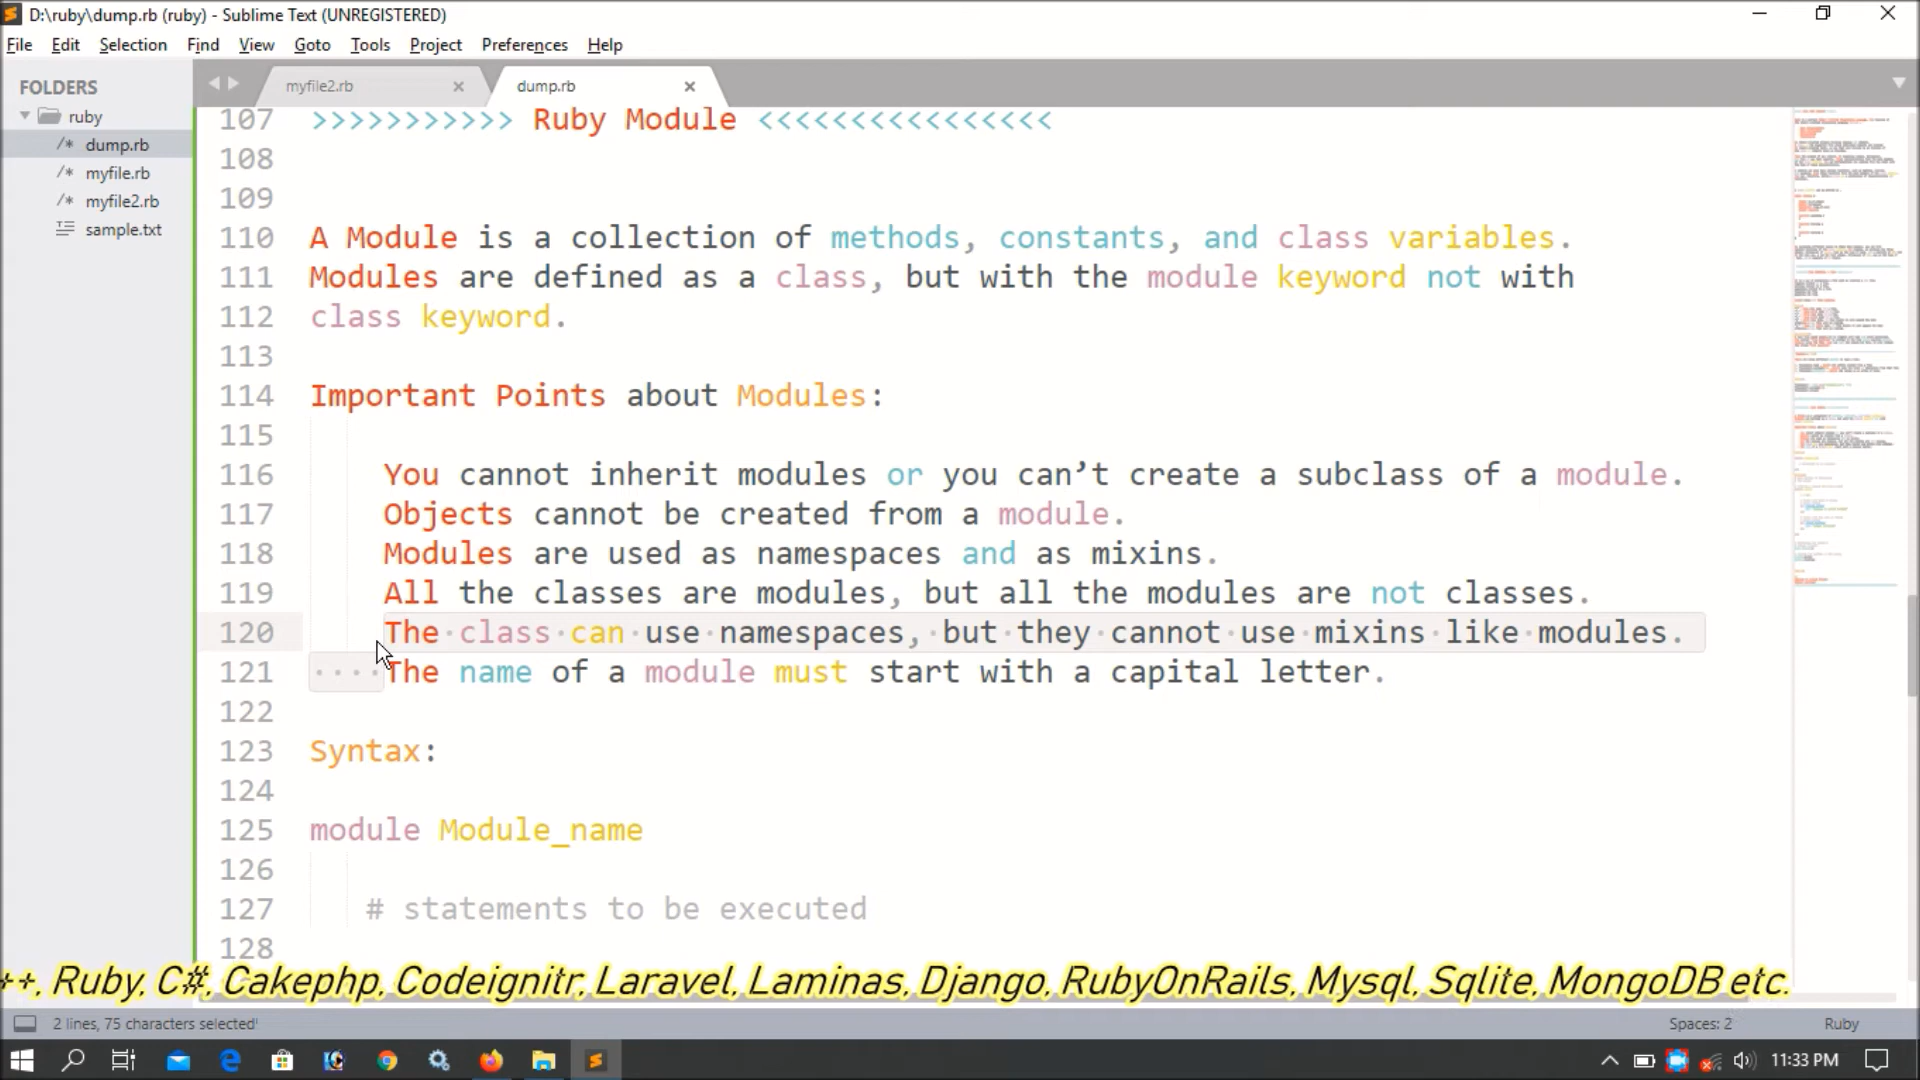 D:\ruby\dump.rb (ruby) - Sublime Text (UNREGISTERED)
File Edit Selection Find View Goto Tools Project Preferences Help
FOLDERS
ruby
dump.rb
myfile.rb
myfile2.rb
sample.txt
myfile2.rb dump.rb
107 >>>>>>>>>>> Ruby Module <<<<<<<<<<<<<<<<
108
109
110 A Module is a collection of methods, constants, and class variables.
111 Modules are defined as a class, but with the module keyword not with
112 class keyword.
113
114 Important Points about Modules:
115
116 You cannot inherit modules or you can’t create a subclass of a module.
117 Objects cannot be created from a module.
118 Modules are used as namespaces and as mixins.
119 All the classes are modules, but all the modules are not classes.
120 The class can use namespaces, but they cannot use mixins like modules.
121 The name of a module must start with a capital letter.
122
123 Syntax:
124
125 module Module_name
126
127 # statements to be executed
128
++, Ruby, C#, Cakephp, Codeignitr, Laravel, Laminas, Django, RubyOnRails, Mysql, Sqlite, MongoDB etc.
2 lines, 75 characters selected'
Spaces: 2 Ruby
11:33 PM